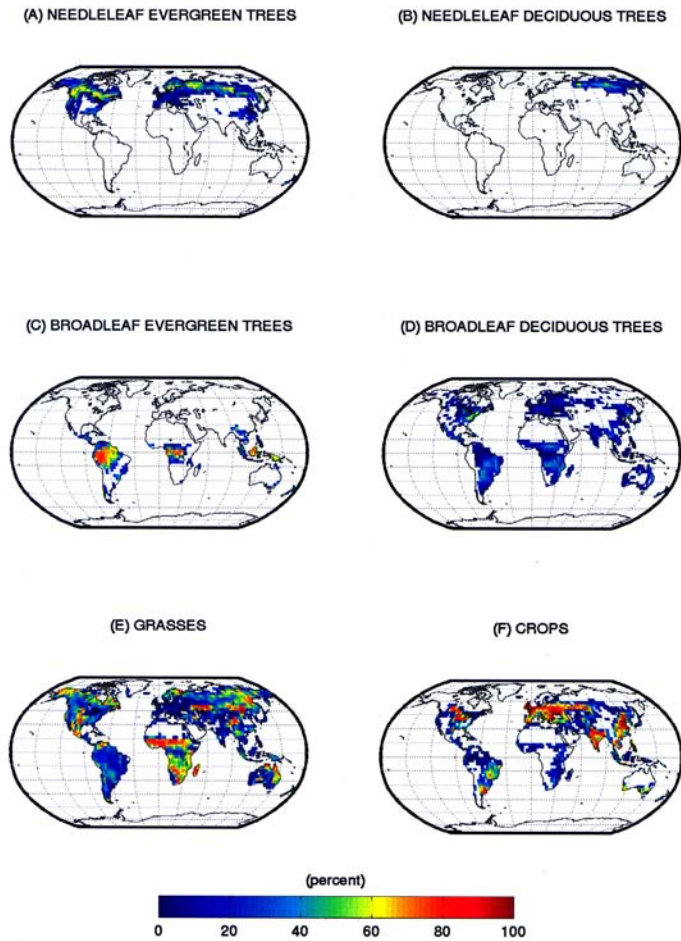 (A) NEEDLELEAF EVERGREEN TREES
(B) NEEDLELEAF DECIDUOUS TREES
(C) BROADLEAF EVERGREEN TREES
(D) BROADLEAF DECIDUOUS TREES
(E) GRASSES
(F) CROPS
(percent)
0 20 40 60 80 100